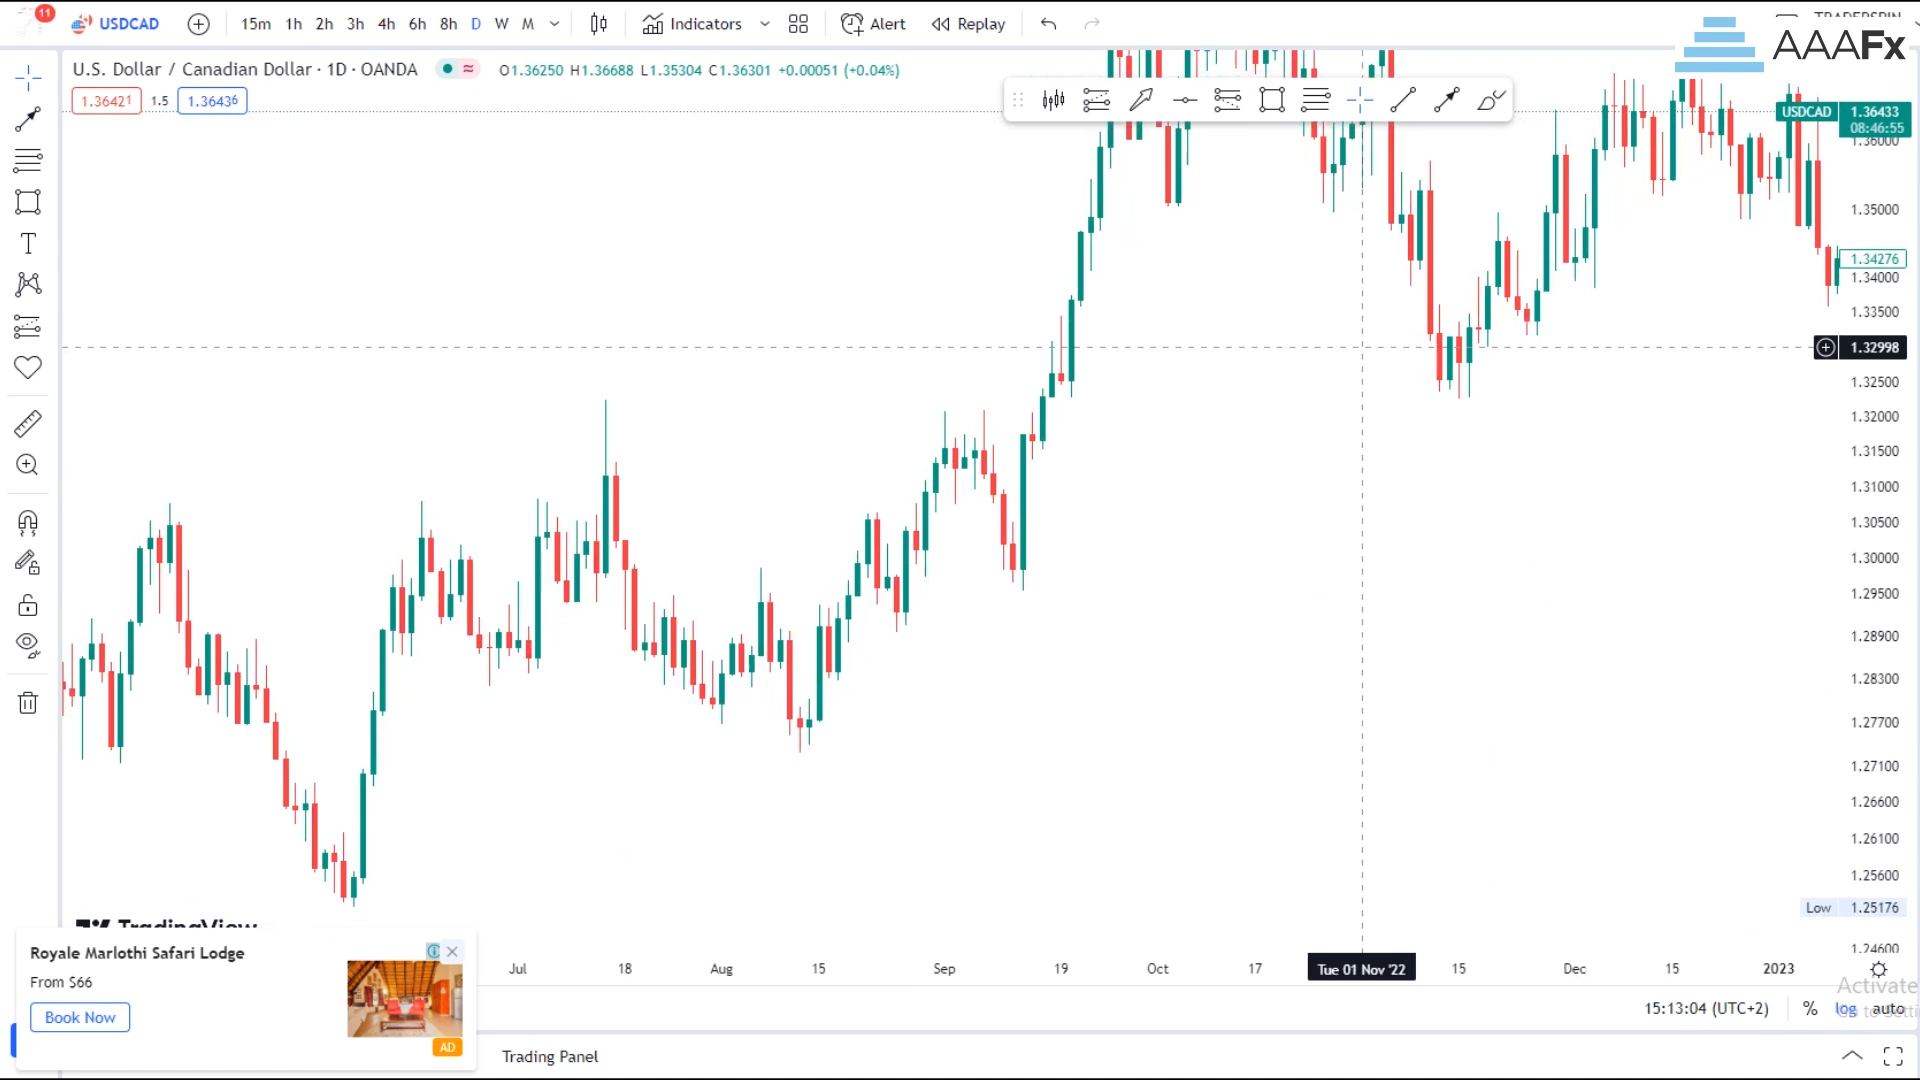 11
USDCAD
15m 1h 2h 3h 4h 6h 8h D W M
Indicators
Alert
Replay
AAAFx
U.S. Dollar / Canadian Dollar · 1D · OANDA
O1.36250 H1.36688 L1.35304 C1.36301 +0.00051 (+0.04%)
1.36421 1.5 1.36436
USDCAD 1.36433
08:46:55
1.36000
1.35000
1.34276
1.34000
1.33500
1.32998
1.32500
1.32000
1.31500
1.31000
1.30500
1.30000
1.29500
1.28900
1.28300
1.27700
1.27100
1.26600
1.26100
1.25600
Low 1.25176
1.24600
TradingView
Royale Marlothi Safari Lodge
From $66
Book Now
AD
Jul 18 Aug 15 Sep 19 Oct 17 Tue 01 Nov '22 15 Dec 15 2023
Activate
15:13:04 (UTC+2) % log auto
Trading Panel